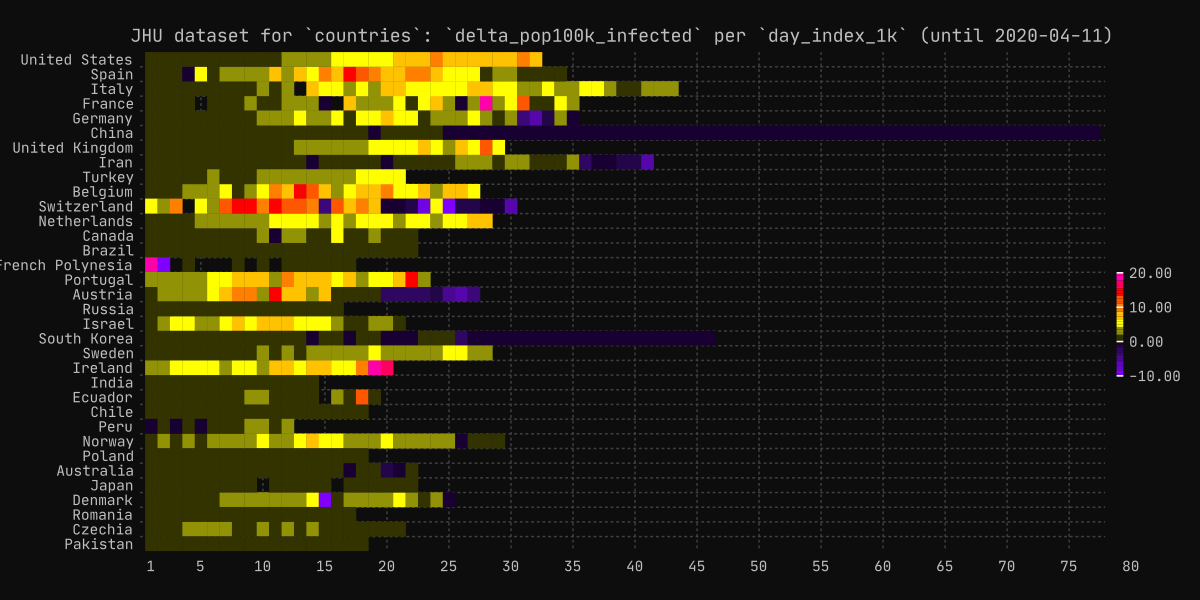 JHU dataset for `countries`: `delta_pop100k_infected` per `day_index_1k` (until 2020-04-11)
United States
Spain
Italy
France
Germany
China
United Kingdom
Iran
Turkey
Belgium
Switzerland
Netherlands
Canada
Brazil
French Polynesia
Portugal
Austria
Russia
Israel
South Korea
Sweden
Ireland
India
Ecuador
Chile
Peru
Norway
Poland
Australia
Japan
Denmark
Romania
Czechia
Pakistan
20.00
10.00
0.00
-10.00
1 5 10 15 20 25 30 35 40 45 50 55 60 65 70 75 80